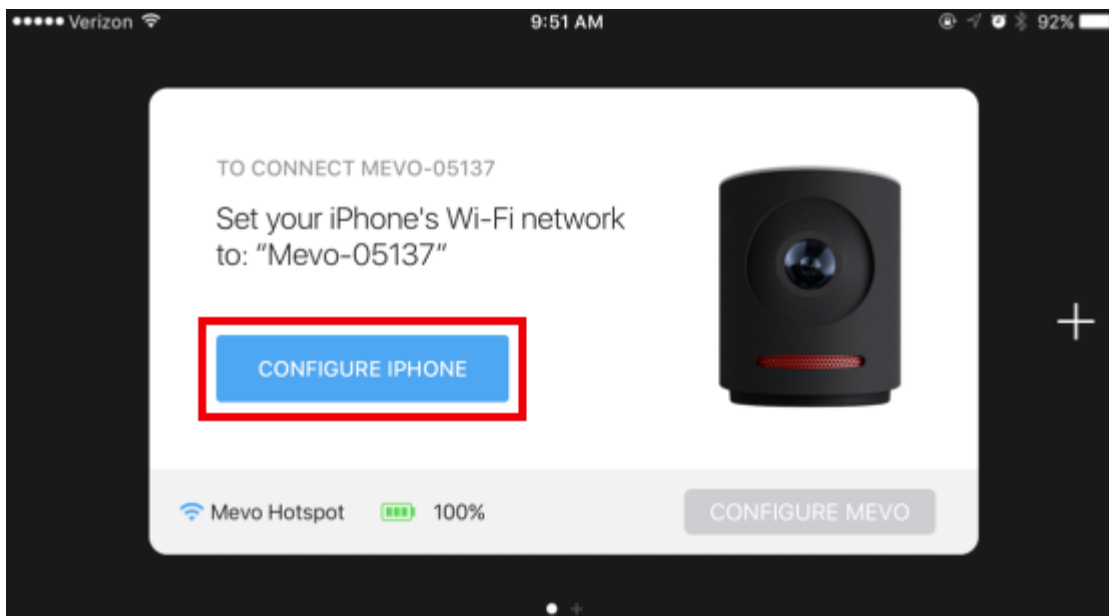 ●●●●● Verizon 9:51 AM 92%
TO CONNECT MEVO-05137
Set your iPhone's Wi-Fi network
to: "Mevo-05137"
CONFIGURE IPHONE
Mevo Hotspot 100% CONFIGURE MEVO